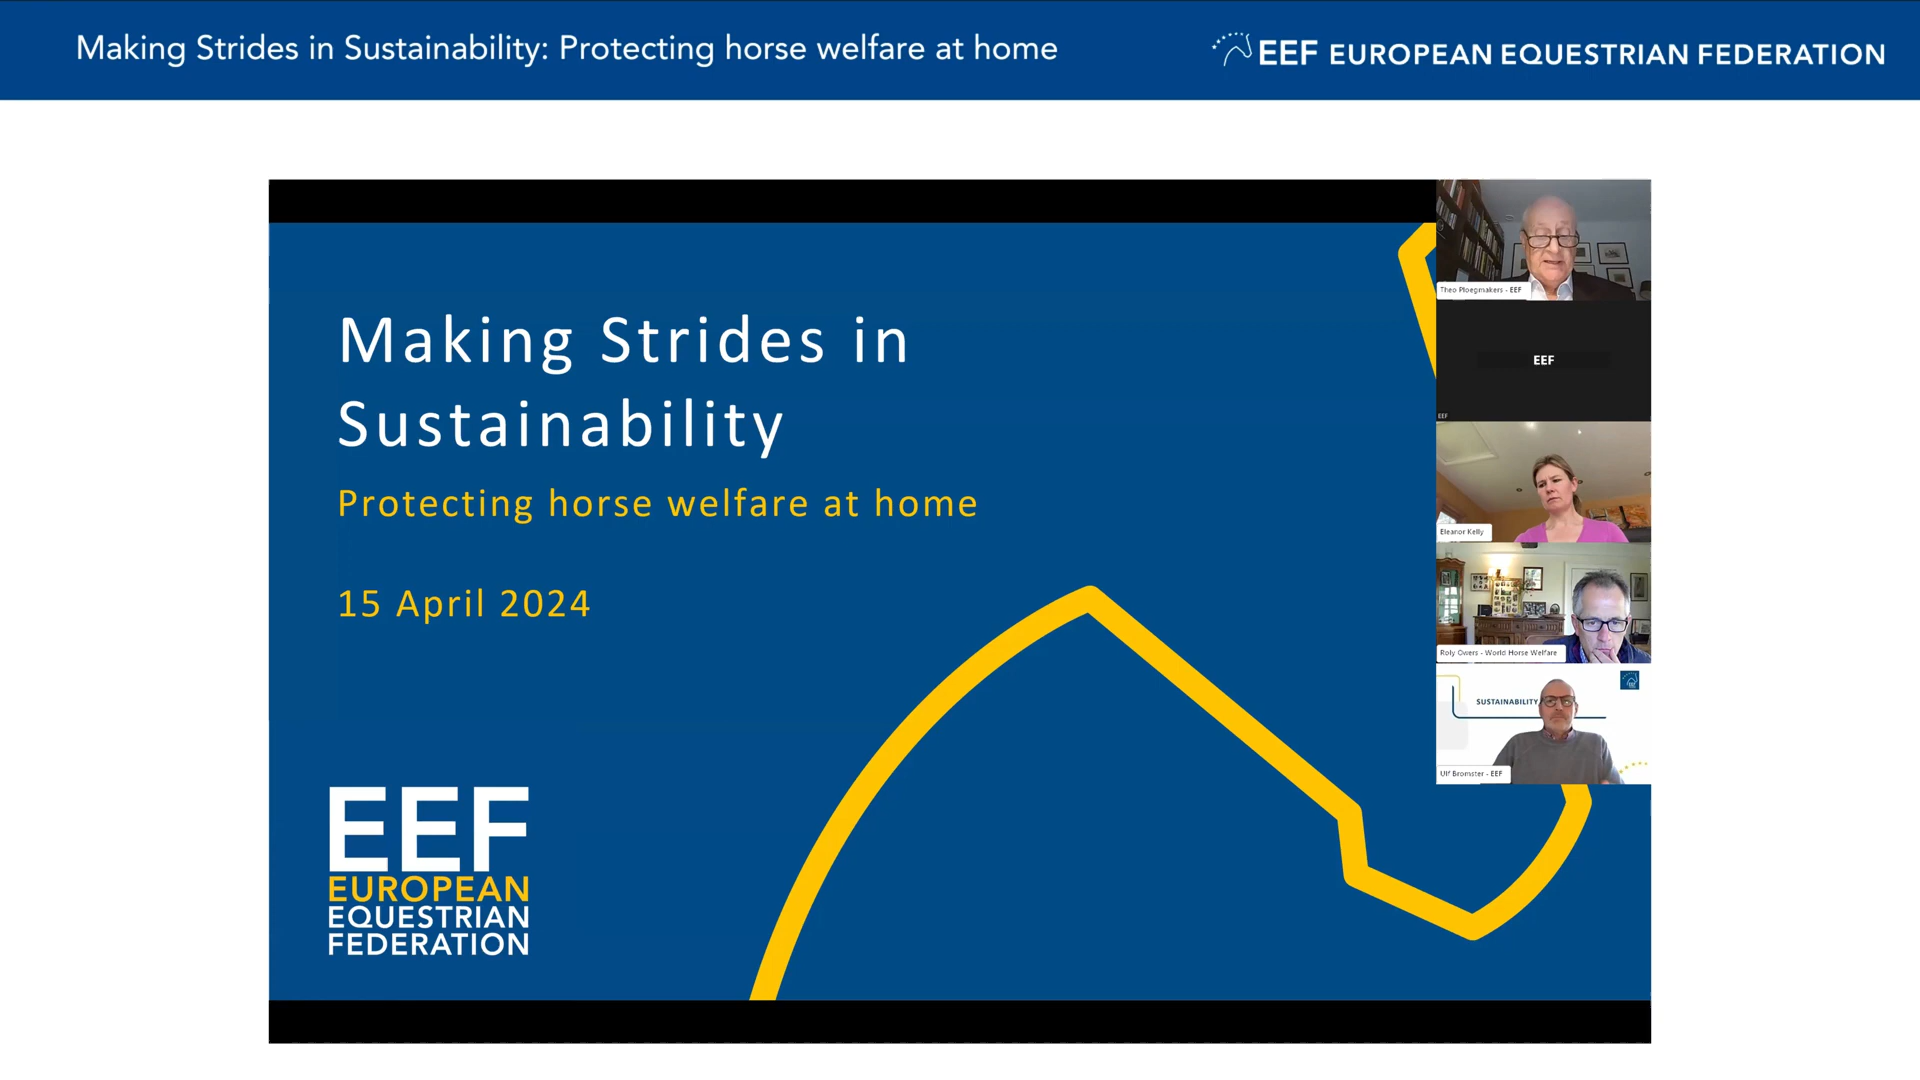 Making Strides in Sustainability: Protecting horse welfare at home
EEF EUROPEAN EQUESTRIAN FEDERATION
Making Strides in
Sustainability
Protecting horse welfare at home
15 April 2024
EEF
EUROPEAN
EQUESTRIAN
FEDERATION
Theo Ploegmakers - EEF
EEF
EEF
Eleanor Kelly
Roly Owers - World Horse Welfare
SUSTAINABILITY
Ulf Bromster - EEF